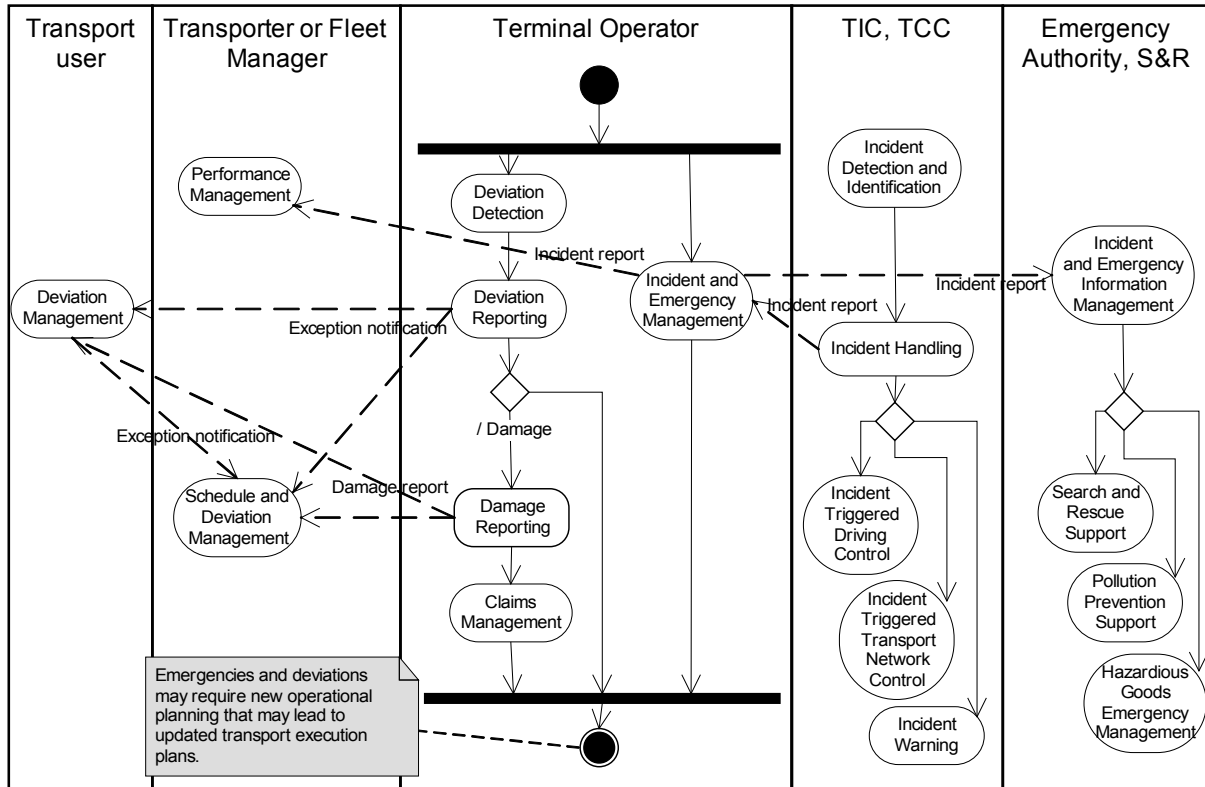 Transport
user
Transporter or Fleet
Manager
Terminal Operator
TIC, TCC
Emergency
Authority, S&R
Performance
Management
Deviation
Detection
Incident
Detection and
Identification
Incident report
Incident and
Emergency
Management
Incident
and Emergency
Information
Management
Incident report
Incident report
Deviation
Management
Deviation
Reporting
Exception notification
Incident Handling
/ Damage
Exception notification
Damage report
Schedule and
Deviation
Management
Damage
Reporting
Incident
Triggered
Driving
Control
Search and
Rescue
Support
Claims
Management
Incident
Triggered
Transport
Network
Control
Pollution
Prevention
Support
Emergencies and deviations
may require new operational
planning that may lead to
updated transport execution
plans.
Incident
Warning
Hazardious
Goods
Emergency
Management